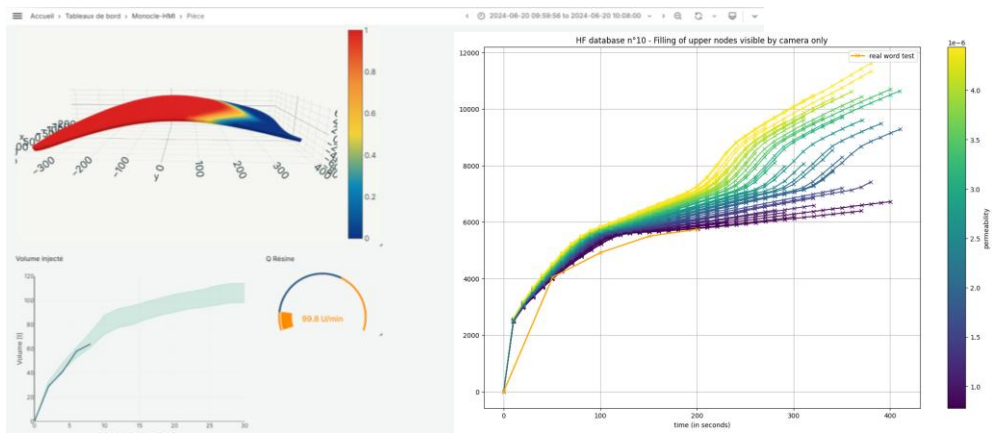 Accueil › Tableaux de bord › Monocle-HMI › Pièce
2024-06-20 09:59:56 to 2024-06-20 10:08:00
1
0.8
0.6
0.4
0.2
0
-300
-200
-100
0
100
200
300
400
y
Volume injecté
Volume (l)
120
100
80
60
40
20
0
0 5 10 15 20 25 30
Q Résine
99.8 U/min
HF database n°10 - Filling of upper nodes visible by camera only
real word test
12000
10000
8000
6000
4000
2000
0
0 100 200 300 400
time (in seconds)
1e-6
4.0
3.0
2.5
2.0
1.5
1.0
permeability